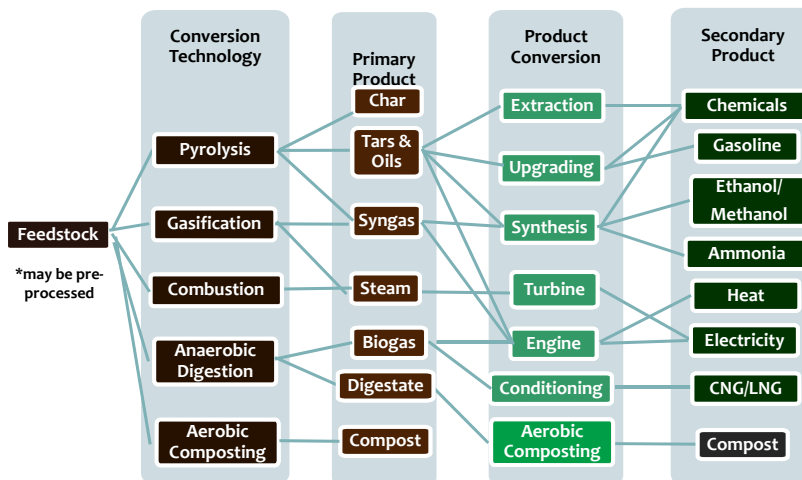 Conversion
Technology
Primary
Product
Product
Conversion
Secondary
Product
Feedstock
*may be pre-
processed
Pyrolysis
Gasification
Combustion
Anaerobic
Digestion
Aerobic
Composting
Char
Tars &
Oils
Syngas
Steam
Biogas
Digestate
Compost
Extraction
Upgrading
Synthesis
Turbine
Engine
Conditioning
Aerobic
Composting
Chemicals
Gasoline
Ethanol/
Methanol
Ammonia
Heat
Electricity
CNG/LNG
Compost